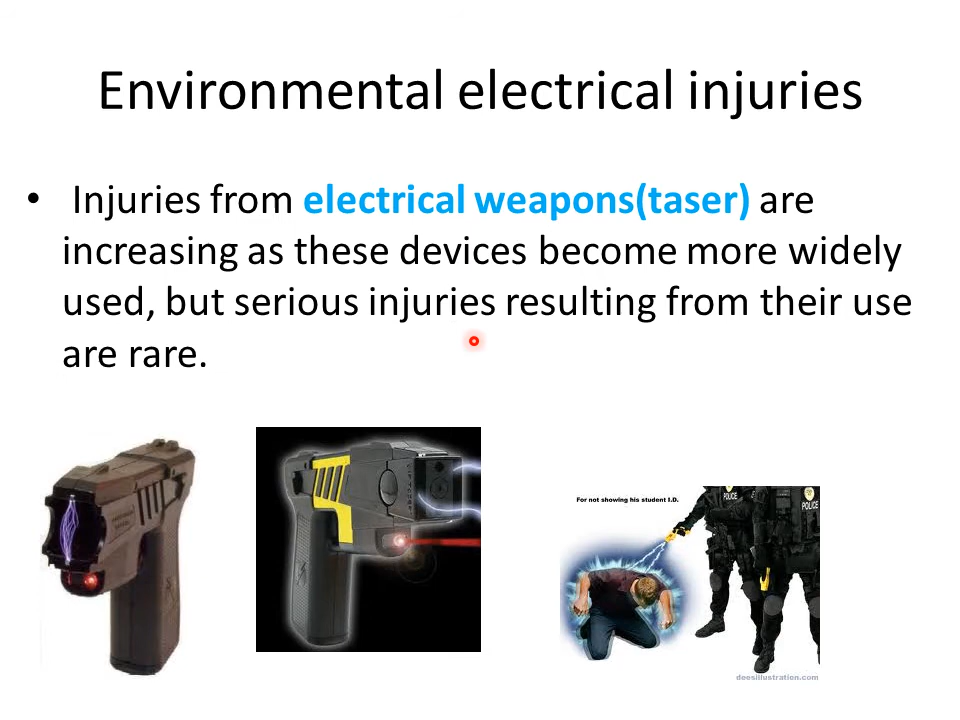 Environmental electrical injuries
• Injuries from electrical weapons(taser) are
increasing as these devices become more widely
used, but serious injuries resulting from their use
are rare.
For not showing his student I.D.
POLICE
POLICE
deesillustration.com